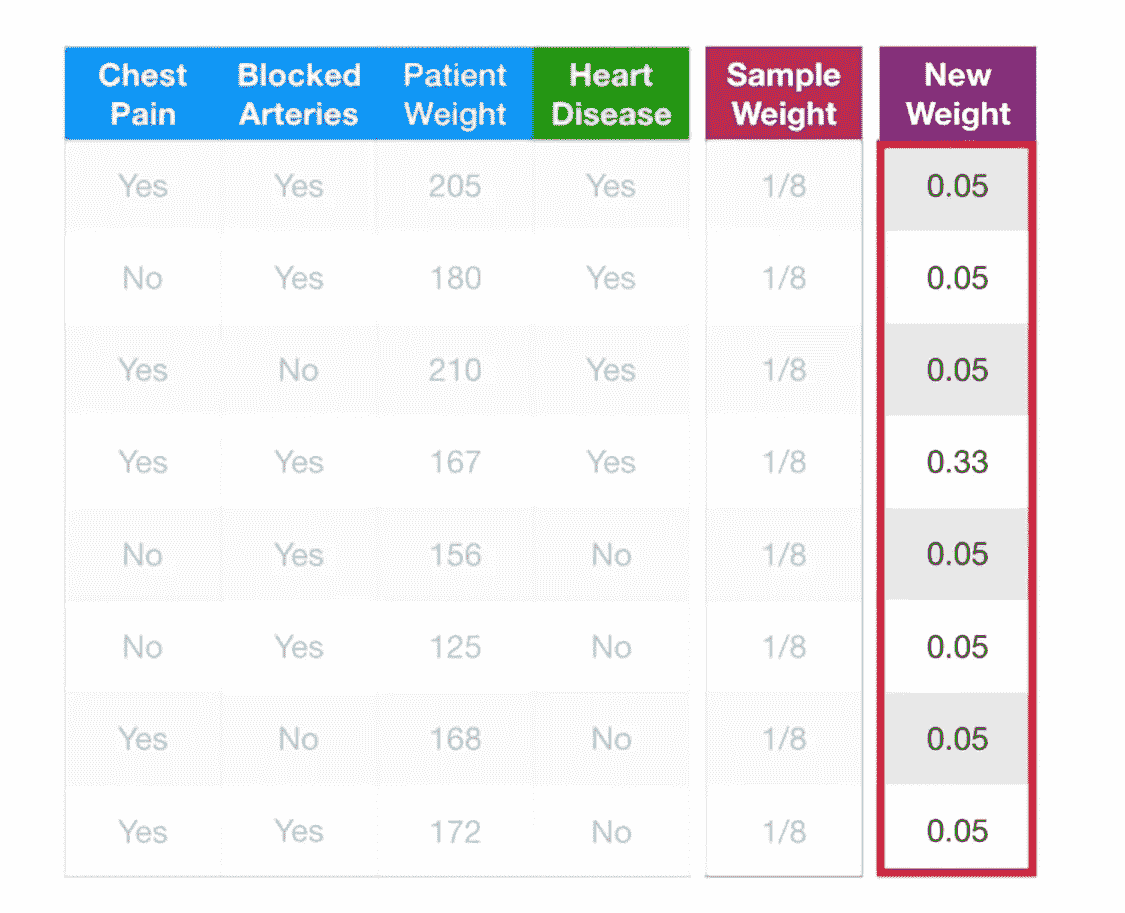 Chest Pain Blocked Arteries Patient Weight Heart Disease Sample Weight New Weight
Yes Yes 205 Yes 1/8 0.05
No Yes 180 Yes 1/8 0.05
Yes No 210 Yes 1/8 0.05
Yes Yes 167 Yes 1/8 0.33
No Yes 156 No 1/8 0.05
No Yes 125 No 1/8 0.05
Yes No 168 No 1/8 0.05
Yes Yes 172 No 1/8 0.05